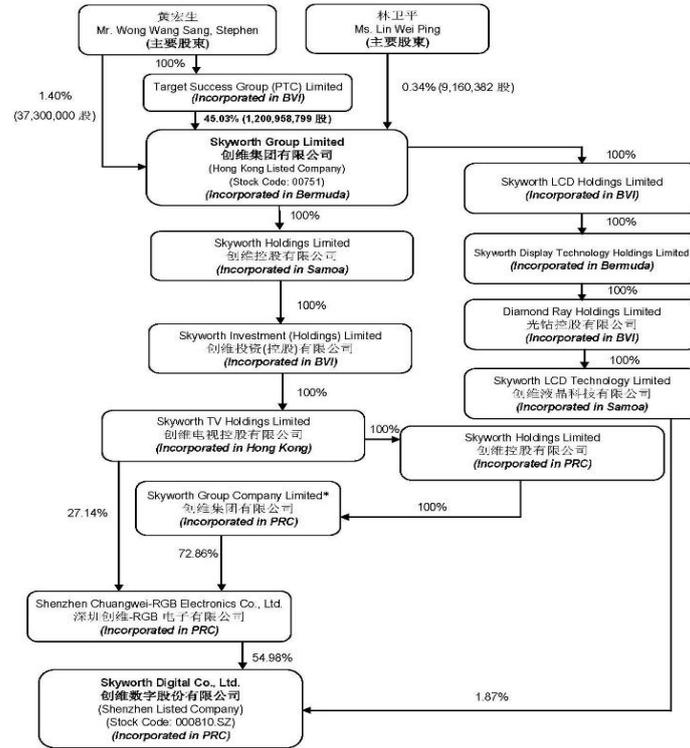 黄宏生
Mr. Wong Wang Sang, Stephen
(主要股東)
林卫平
Ms. Lin Wei Ping
(主要股東)
100%
Target Success Group (PTC) Limited
(Incorporated in BVI)
1.40%
(37,300,000 股)
0.34% (9,160,382 股)
45.03% (1,200,958,799 股)
Skyworth Group Limited
创维集团有限公司
(Hong Kong Listed Company)
(Stock Code: 00751)
(Incorporated in Bermuda)
100%
Skyworth LCD Holdings Limited
(Incorporated in BVI)
100%
Skyworth Holdings Limited
创维控股有限公司
(Incorporated in Samoa)
100%
Skyworth Display Technology Holdings Limited
(Incorporated in Bermuda)
100%
100%
Diamond Ray Holdings Limited
光钻控股有限公司
(Incorporated in BVI)
Skyworth Investment (Holdings) Limited
创维投资(控股)有限公司
(Incorporated in BVI)
100%
100%
Skyworth LCD Technology Limited
创维液晶科技有限公司
(Incorporated in Samoa)
Skyworth TV Holdings Limited
创维电视控股有限公司
(Incorporated in Hong Kong)
100%
Skyworth Holdings Limited
创维控股有限公司
(Incorporated in PRC)
Skyworth Group Company Limited*
创维集团有限公司
(Incorporated in PRC)
100%
27.14%
72.86%
Shenzhen Chuangwei-RGB Electronics Co., Ltd.
深圳创维-RGB 电子有限公司
(Incorporated in PRC)
54.98%
Skyworth Digital Co., Ltd.
创维数字股份有限公司
(Shenzhen Listed Company)
(Stock Code: 000810.SZ)
(Incorporated in PRC)
1.87%